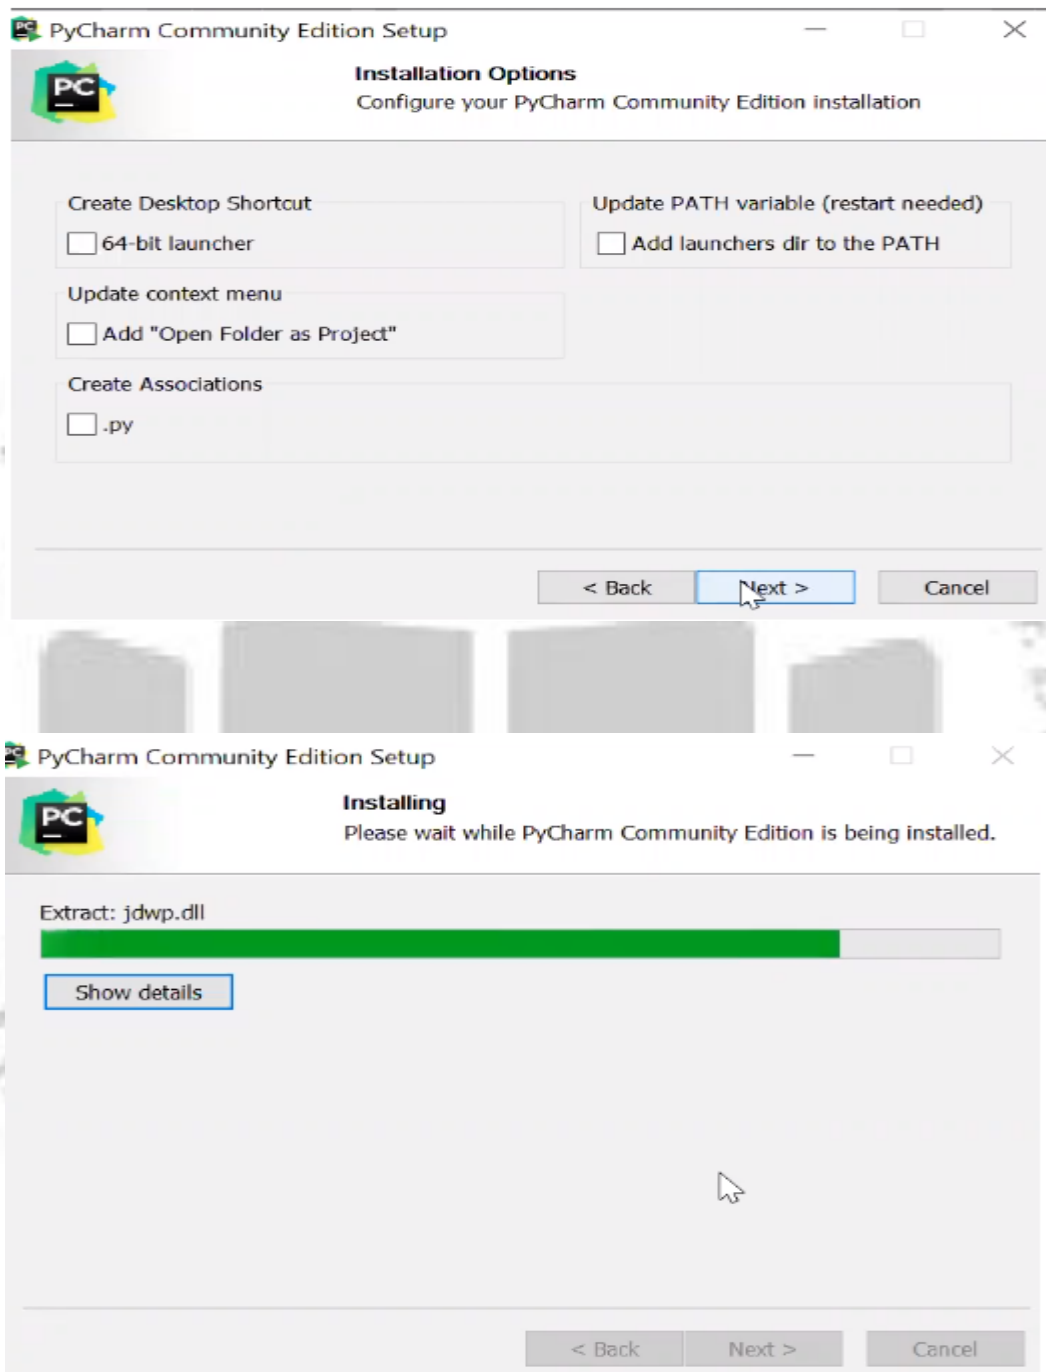 PyCharm Community Edition Setup
PC
Installation Options
Configure your PyCharm Community Edition installation
Create Desktop Shortcut
64-bit launcher
Update PATH variable (restart needed)
Add launchers dir to the PATH
Update context menu
Add "Open Folder as Project"
Create Associations
.py
< Back
Next >
Cancel
PyCharm Community Edition Setup
PC
Installing
Please wait while PyCharm Community Edition is being installed.
Extract: jdwp.dll
Show details
< Back
Next >
Cancel